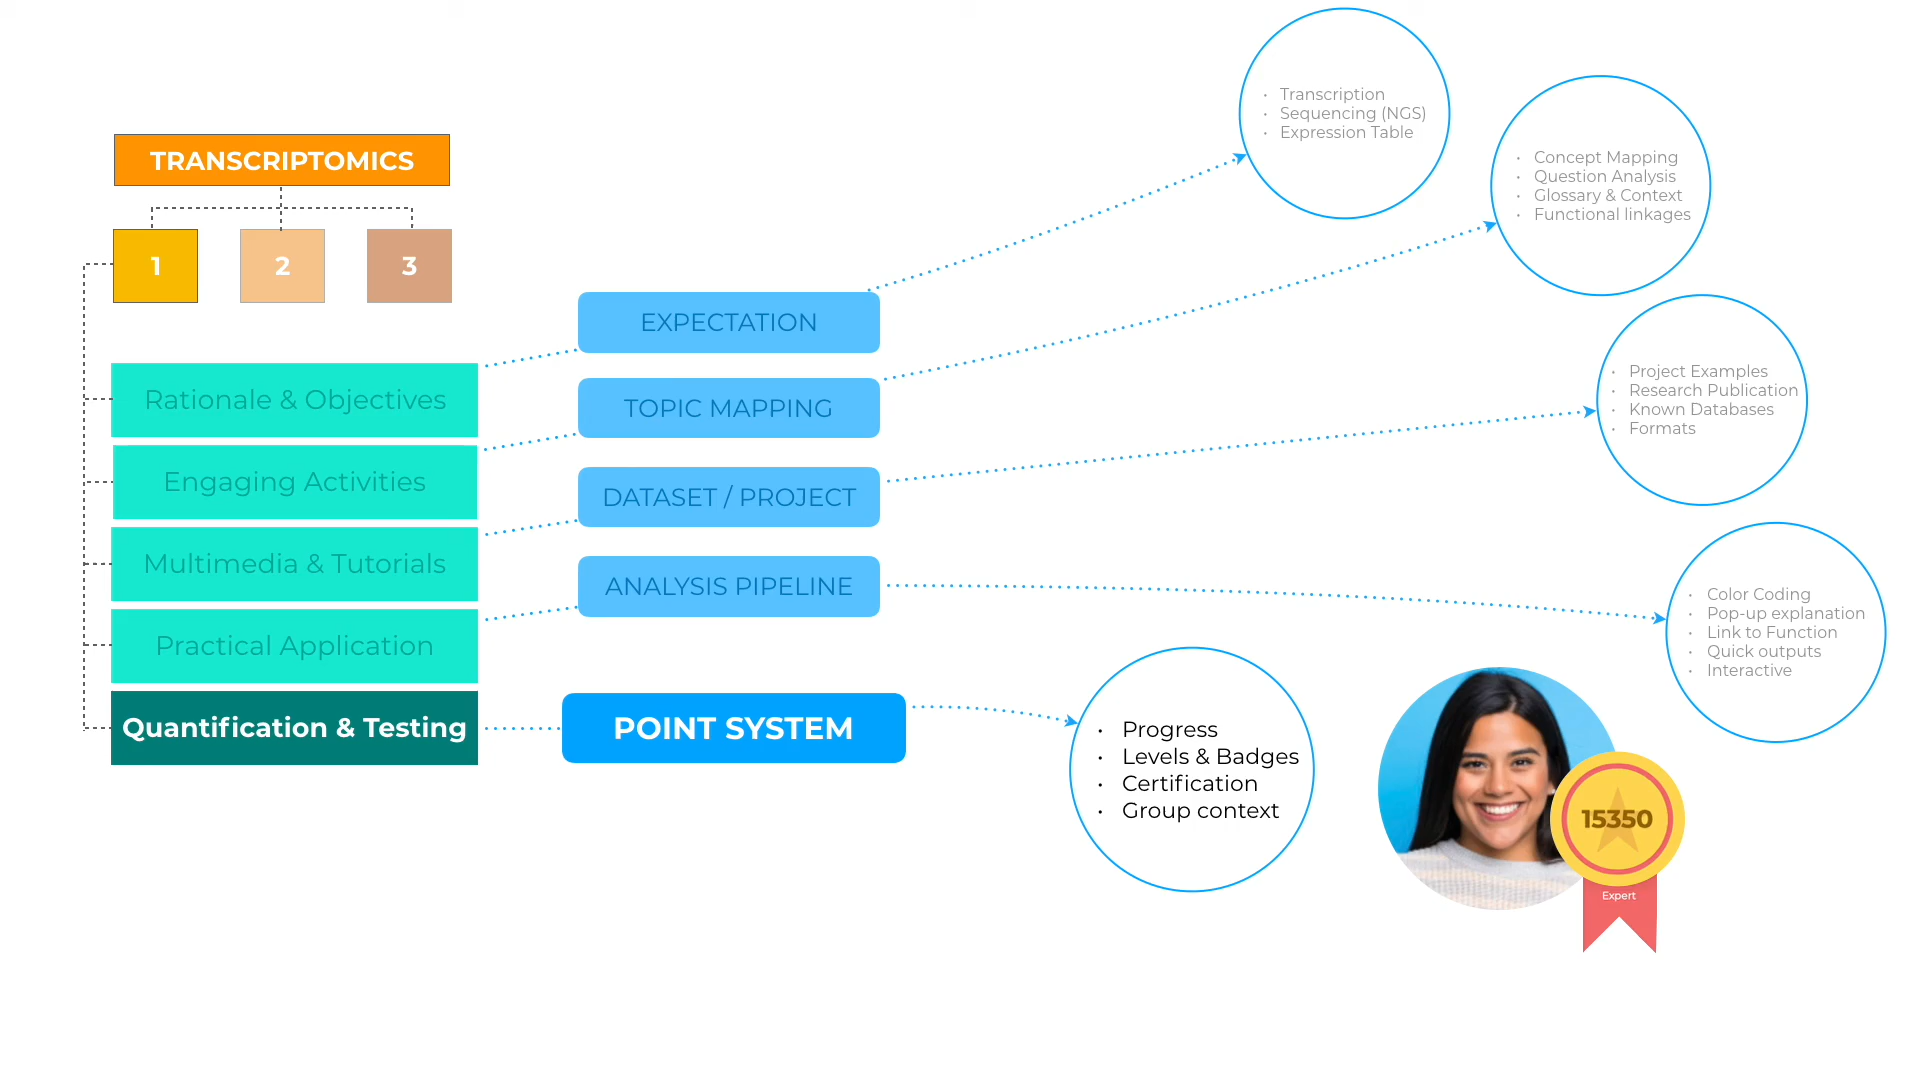 TRANSCRIPTOMICS
1
2
3
Rationale & Objectives
Engaging Activities
Multimedia & Tutorials
Practical Application
Quantification & Testing
EXPECTATION
TOPIC MAPPING
DATASET / PROJECT
ANALYSIS PIPELINE
POINT SYSTEM
• Transcription
• Sequencing (NGS)
• Expression Table
• Concept Mapping
• Question Analysis
• Glossary & Context
• Functional linkages
• Project Examples
• Research Publication
• Known Databases
• Formats
• Color Coding
• Pop-up explanation
• Link to Function
• Quick outputs
• Interactive
• Progress
• Levels & Badges
• Certification
• Group context
15350
Expert